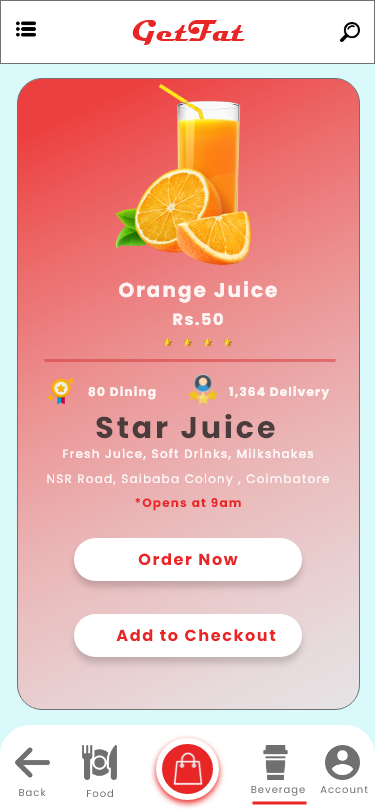 GetFat
Orange Juice
Rs.50
80 Dining
1,364 Delivery
Star Juice
Fresh Juice, Soft Drinks, Milkshakes
NSR Road, Saibaba Colony , Coimbatore
*Opens at 9am
Order Now
Add to Checkout
Back
Food
Beverage
Account